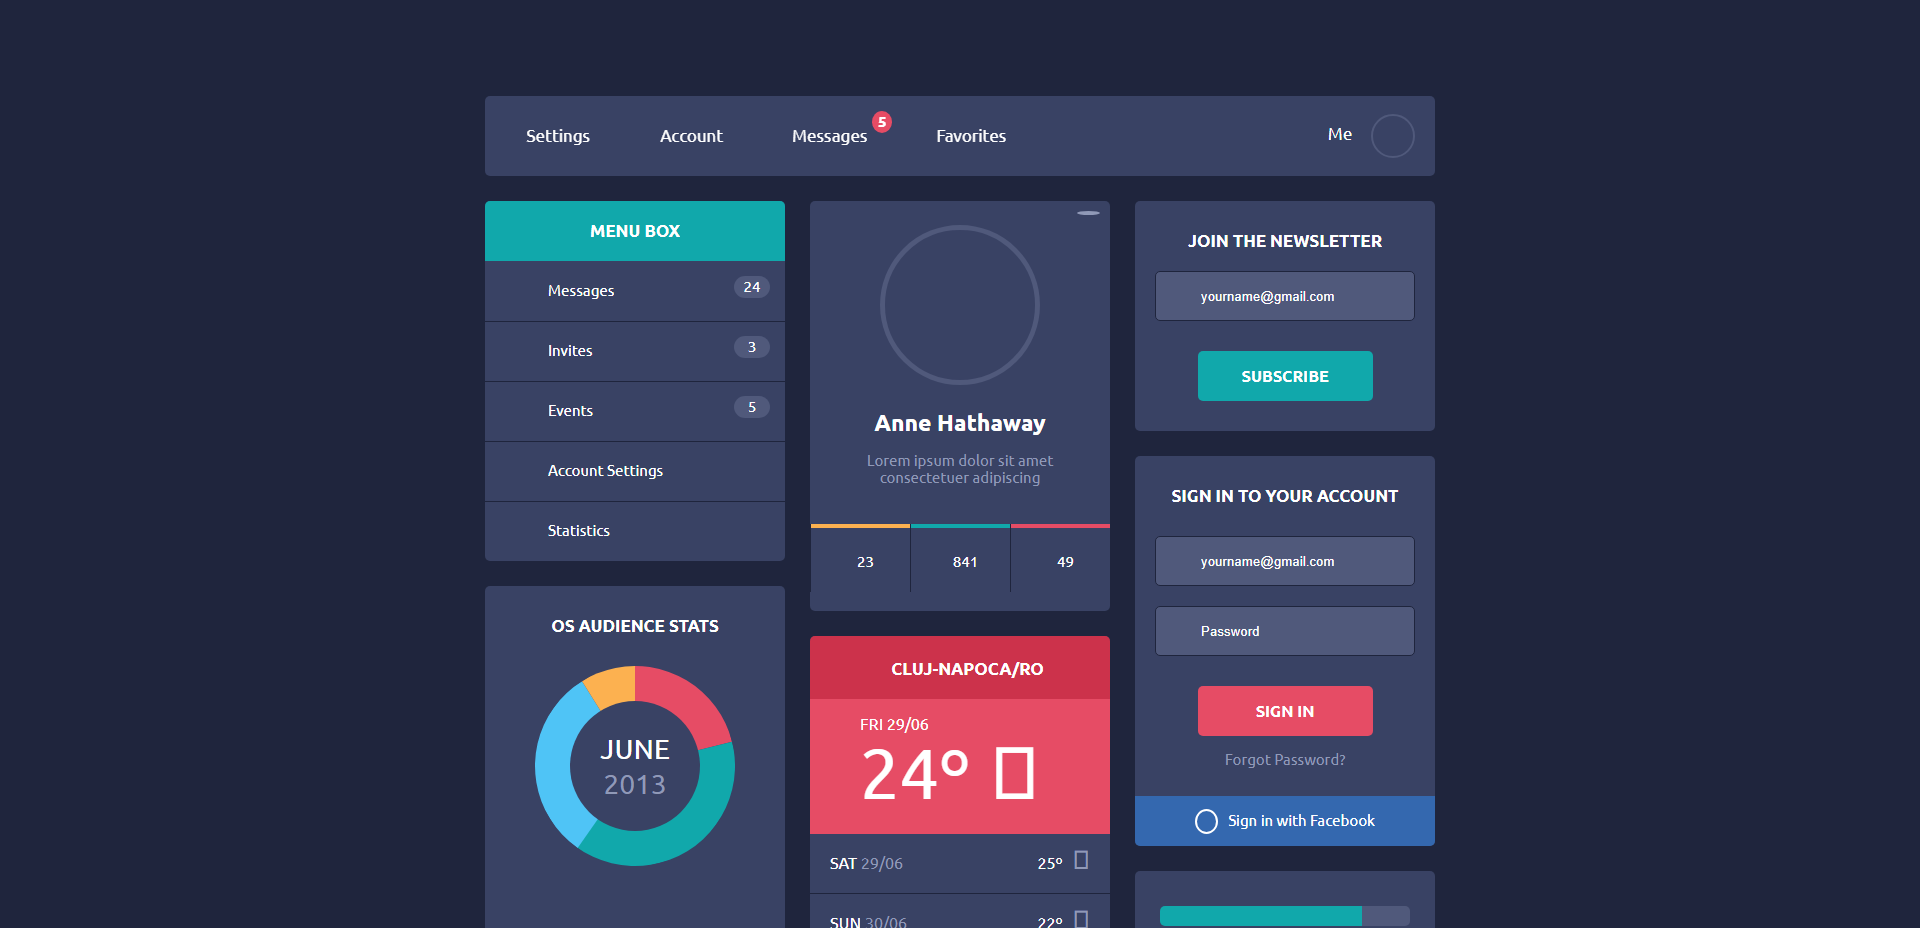 Settings
Account
Messages
5
Favorites
Me
MENU BOX
Messages
24
Invites
3
Events
5
Account Settings
Statistics
OS AUDIENCE STATS
JUNE
2013
Anne Hathaway
Lorem ipsum dolor sit amet
consectetuer adipiscing
23
841
49
CLUJ-NAPOCA/RO
FRI 29/06
24°
SAT 29/06
25°
SUN 30/06
22°
JOIN THE NEWSLETTER
yourname@gmail.com
SUBSCRIBE
SIGN IN TO YOUR ACCOUNT
yourname@gmail.com
Password
SIGN IN
Forgot Password?
Sign in with Facebook